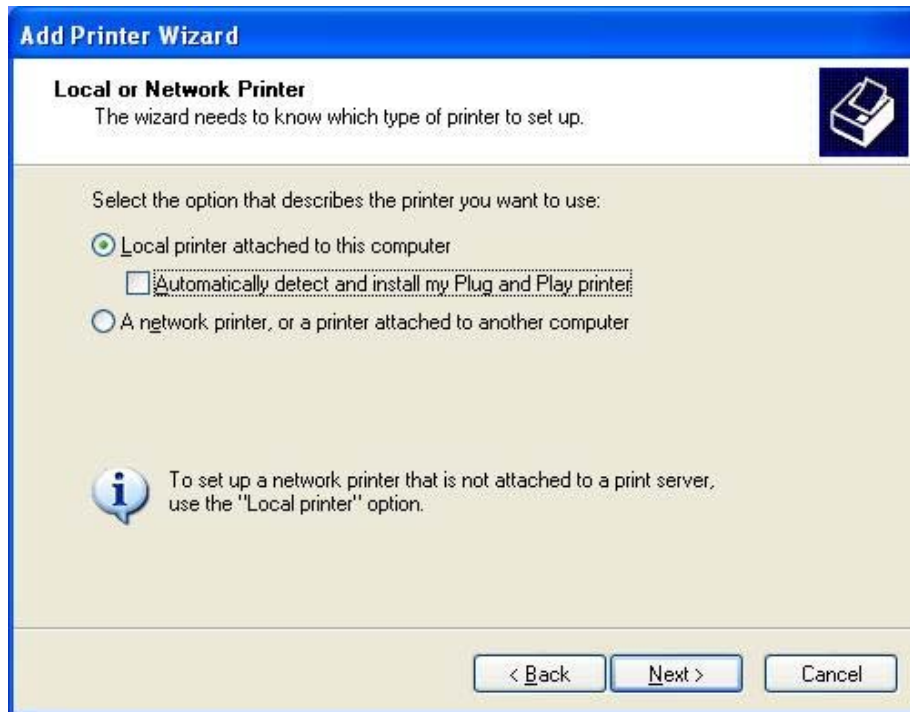 Add Printer Wizard
Local or Network Printer
The wizard needs to know which type of printer to set up.
Select the option that describes the printer you want to use:
Local printer attached to this computer
Automatically detect and install my Plug and Play printer
A network printer, or a printer attached to another computer
To set up a network printer that is not attached to a print server,
use the "Local printer" option.
< Back
Next >
Cancel